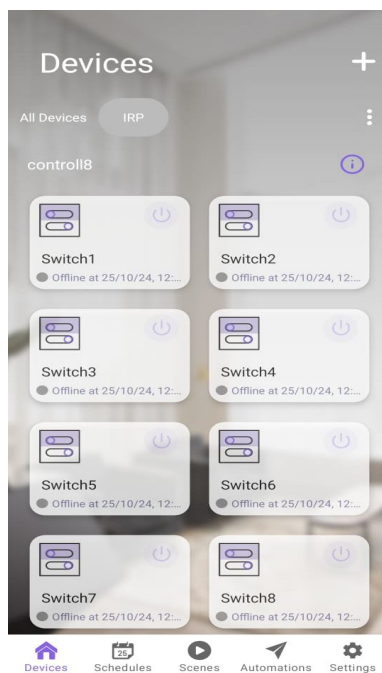 Devices
All Devices IRP
controll8
Switch1 Switch2
Offline at 25/10/24, 12:... Offline at 25/10/24, 12:...
Switch3 Switch4
Offline at 25/10/24, 12:... Offline at 25/10/24, 12:...
Switch5 Switch6
Offline at 25/10/24, 12:... Offline at 25/10/24, 12:...
Switch7 Switch8
Offline at 25/10/24, 12:... Offline at 25/10/24, 12:...
25
Devices Schedules Scenes Automations Settings